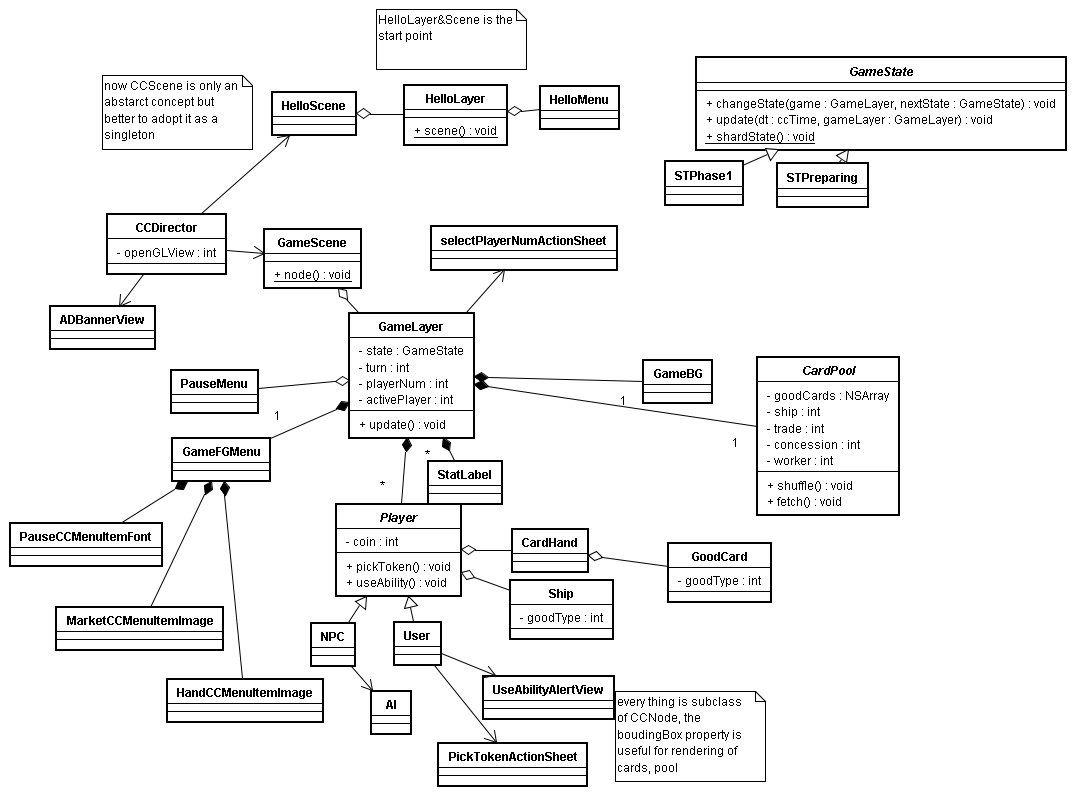 HelloLayer&Scene is the
start point
now CCScene is only an
abstarct concept but
better to adopt it as a
singleton
HelloScene
HelloLayer
+ scene() : void
HelloMenu
GameState
+ changeState(game : GameLayer, nextState : GameState) : void
+ update(dt : ccTime, gameLayer : GameLayer) : void
+ shardState() : void
STPhase1
STPreparing
CCDirector
- openGLView : int
GameScene
+ node() : void
selectPlayerNumActionSheet
ADBannerView
GameLayer
- state : GameState
- turn : int
- playerNum : int
- activePlayer : int
+ update() : void
PauseMenu
GameBG
CardPool
- goodCards : NSArray
- ship : int
- trade : int
- concession : int
- worker : int
+ shuffle() : void
+ fetch() : void
1
1
1
GameFGMenu
*
StatLabel
*
Player
- coin : int
+ pickToken() : void
+ useAbility() : void
PauseCCMenuItemFont
CardHand
GoodCard
- goodType : int
Ship
- goodType : int
MarketCCMenuItemImage
NPC
User
HandCCMenuItemImage
AI
UseAbilityAlertView
PickTokenActionSheet
every thing is subclass
of CCNode, the
boudingBox property is
useful for rendering of
cards, pool